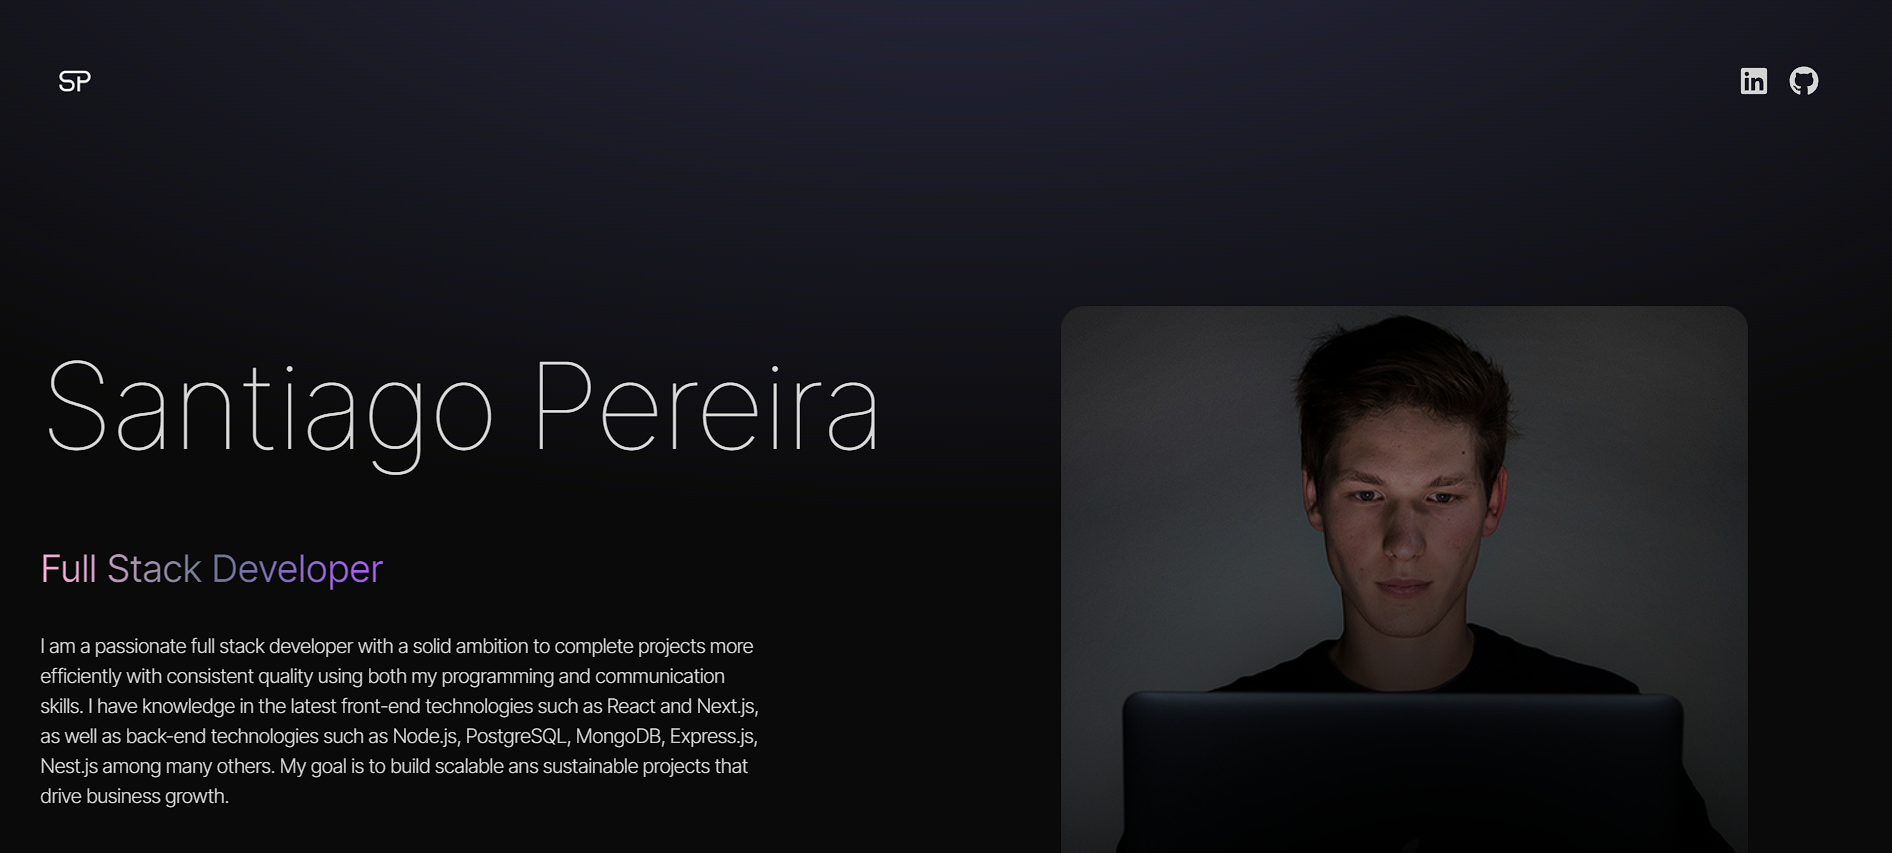 SP
in
Santiago Pereira
Full Stack Developer
I am a passionate full stack developer with a solid ambition to complete projects more
efficiently with consistent quality using both my programming and communication
skills. I have knowledge in the latest front-end technologies such as React and Next.js,
as well as back-end technologies such as Node.js, PostgreSQL, MongoDB, Express.js,
Nest.js among many others. My goal is to build scalable ans sustainable projects that
drive business growth.